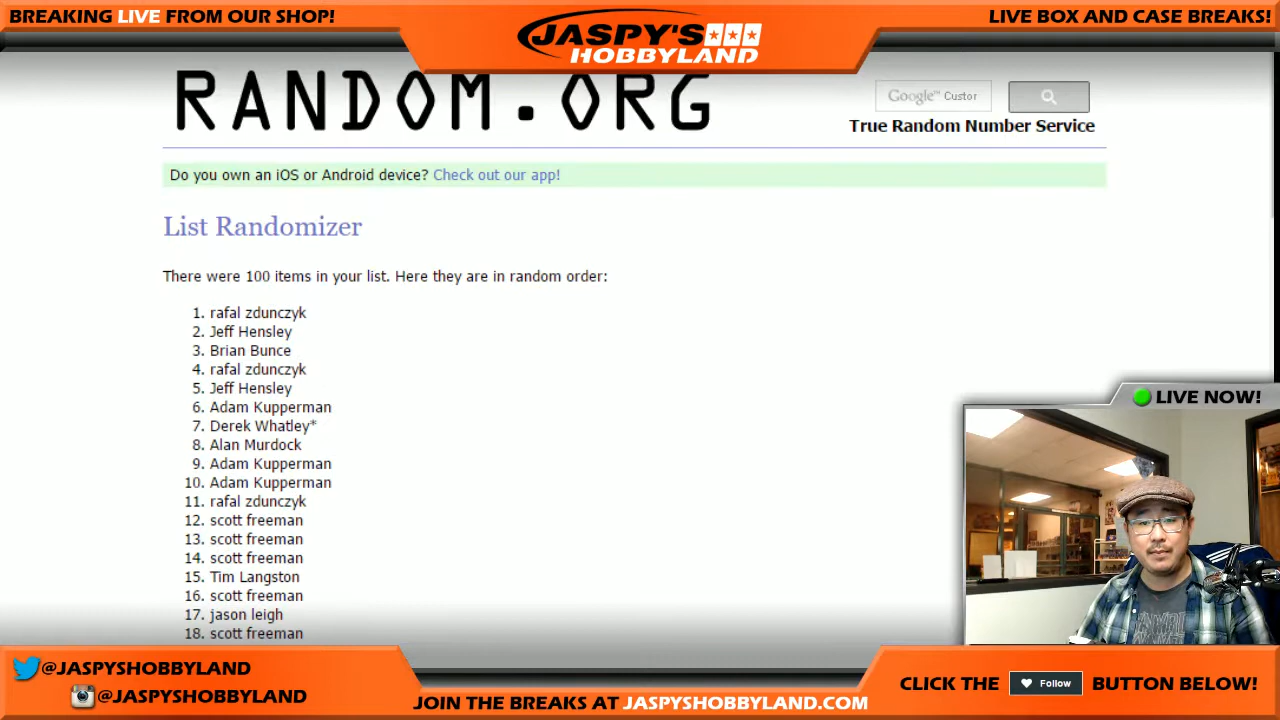 BREAKING LIVE FROM OUR SHOP!
JASPY'S
HOBBYLAND
LIVE BOX AND CASE BREAKS!
RANDOM.ORG
Google™ Custor
True Random Number Service
Do you own an iOS or Android device? Check out our app!
List Randomizer
There were 100 items in your list. Here they are in random order:
1. rafal zdunczyk
2. Jeff Hensley
3. Brian Bunce
4. rafal zdunczyk
5. Jeff Hensley
6. Adam Kupperman
7. Derek Whatley*
8. Alan Murdock
9. Adam Kupperman
10. Adam Kupperman
11. rafal zdunczyk
12. scott freeman
13. scott freeman
14. scott freeman
15. Tim Langston
16. scott freeman
17. jason leigh
18. scott freeman
LIVE NOW!
@JASPYSHOBBYLAND
@JASPYSHOBBYLAND
JOIN THE BREAKS AT JASPYSHOBBYLAND.COM
CLICK THE Follow BUTTON BELOW!